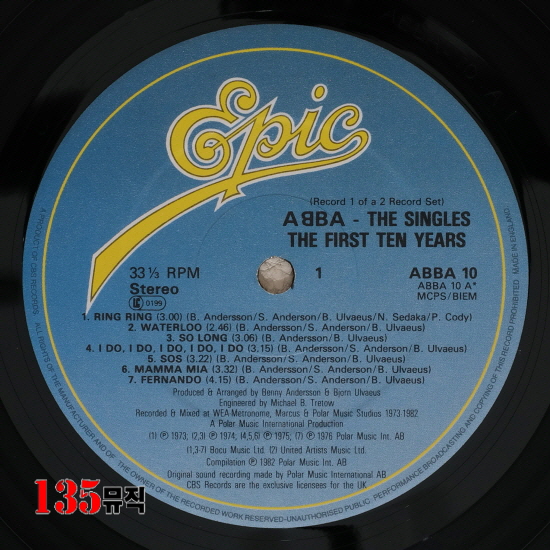 Epic
(Record 1 of a 2 Record Set)
ABBA - THE SINGLES
THE FIRST TEN YEARS
33⅓ RPM
Stereo
LC 0199
1
ABBA 10
ABBA 10 A*
MCPS/BIEM
1. RING RING (3.00) (B. Andersson/S. Anderson/B. Ulvaeus/N. Sedaka/P. Cody)
2. WATERLOO (2.46) (B. Andersson/S. Anderson/B. Ulvaeus)
3. SO LONG (3.06) (B. Andersson/B. Ulvaeus)
4. I DO, I DO, I DO, I DO, I DO (3.15) (B. Andersson/S. Anderson/B. Ulvaeus)
5. SOS (3.22) (B. Andersson/S. Anderson/B. Ulvaeus)
6. MAMMA MIA (3.32) (B. Andersson/S. Anderson/B. Ulvaeus)
7. FERNANDO (4.15) (B. Andersson/S. Anderson/B. Ulvaeus)
Produced & Arranged by Benny Andersson & Bjorn Ulvaeus
Engineered by Michael B. Tretow
Recorded & Mixed at WEA-Metronome, Marcus & Polar Music Studios 1973-1982
A Polar Music International Production
(1) ℗ 1973; (2,3) ℗ 1974, (4,5,6) ℗ 1975; (7) ℗ 1976 Polar Music Int. AB
(1,3-7) Bocu Music Ltd. (2) United Artists Music Ltd.
Compilation ℗ 1982 Polar Music Int. AB
Original sound recording made by Polar Music International AB
CBS Records are the exclusive licensees for the UK
A PRODUCT OF CBS RECORDS. ALL RIGHTS OF THE MANUFACTURER AND OF THE OWNER OF THE RECORDED WORK RESERVED-UNAUTHORISED PUBLIC PERFORMANCE BROADCASTING AND COPYING OF THIS RECORD PROHIBITED. MADE IN ENGLAND.
135뮤직